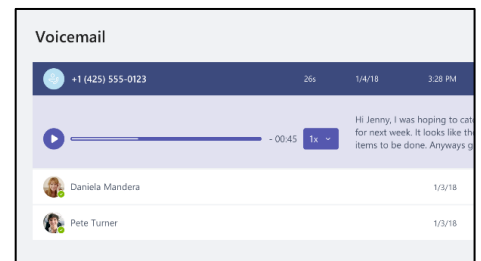 Voicemail
+1 (425) 555-0123 26s 1/4/18 3:28 PM
Hi Jenny, I was hoping to cat
for next week. It looks like the
- 00:45 1x
items to be done. Anyways g
Daniela Mandera 1/3/18
Pete Turner 1/3/18